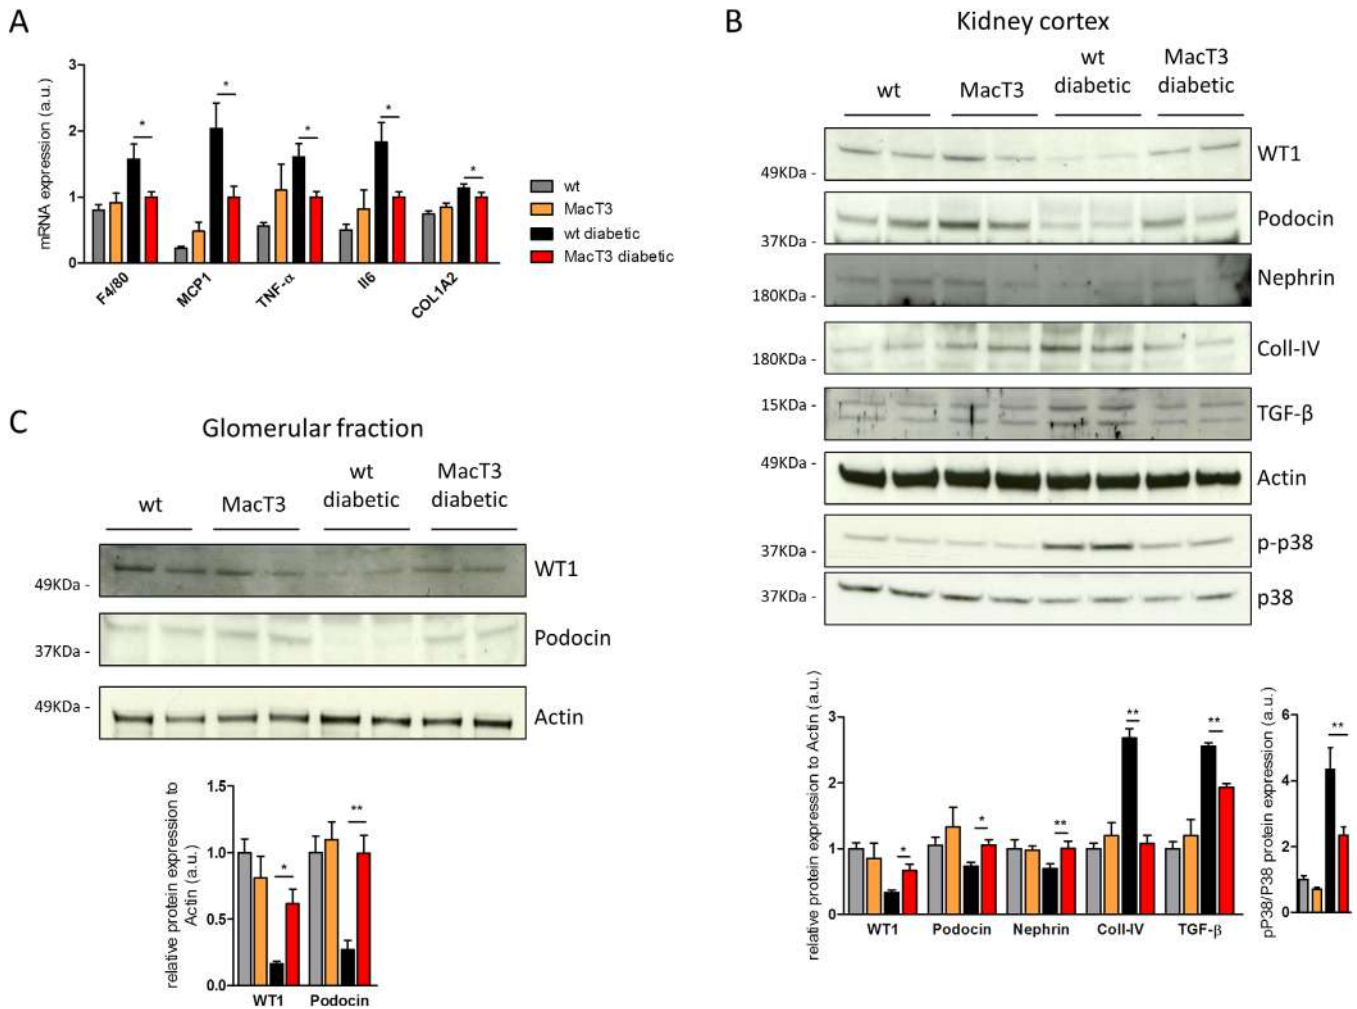 A
mRNA expression (a.u.)
3
2
1
0
*
*
*
*
*
F4/80
MCP1
TNF-α
Il6
COL1A2
wt
MacT3
wt diabetic
MacT3 diabetic
B
Kidney cortex
wt
MacT3
wt
diabetic
MacT3
diabetic
49KDa -
WT1
37KDa -
Podocin
180KDa -
Nephrin
180KDa -
Coll-IV
15KDa -
TGF-β
49KDa -
Actin
37KDa -
p-p38
37KDa -
p38
relative protein expression to Actin (a.u.)
3
2
1
0
*
*
**
**
**
WT1
Podocin
Nephrin
Coll-IV
TGF-β
pP38/P38 protein expression (a.u.)
6
4
2
0
**
C
Glomerular fraction
wt
MacT3
wt
diabetic
MacT3
diabetic
49KDa -
WT1
37KDa -
Podocin
49KDa -
Actin
relative protein expression to
Actin (a.u.)
1.5
1.0
0.5
0.0
*
**
WT1
Podocin